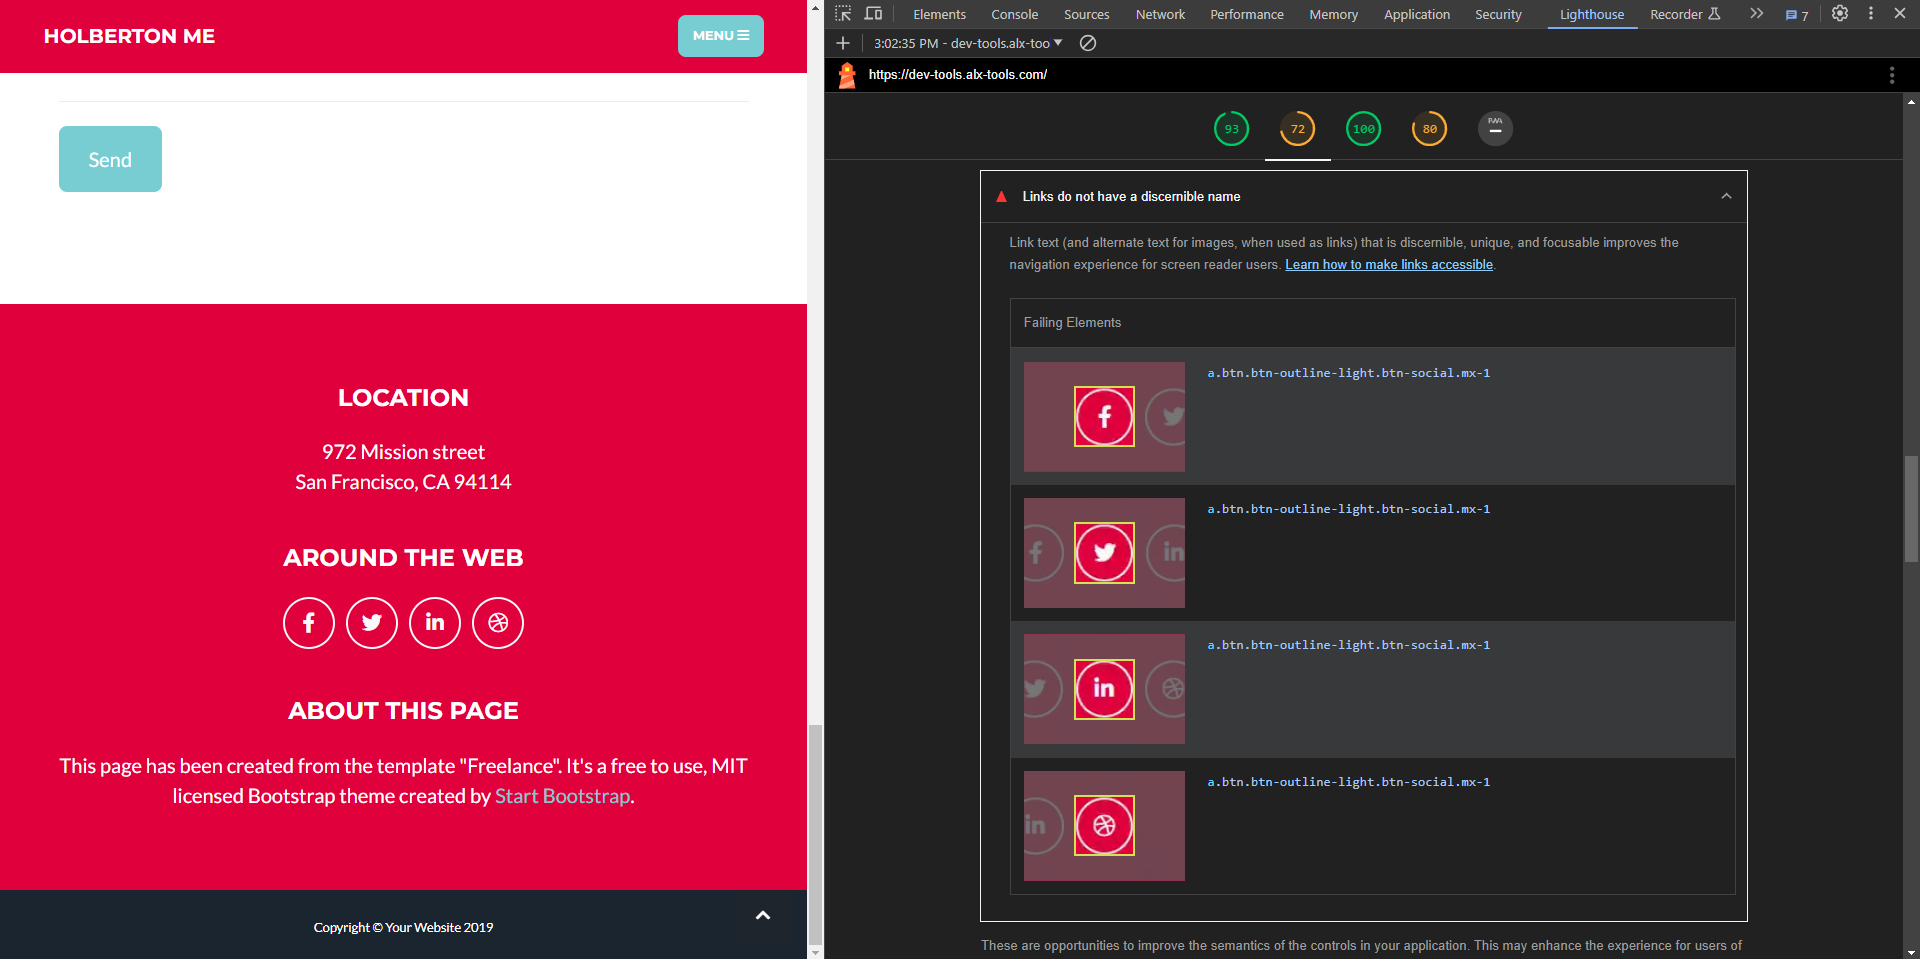 HOLBERTON ME
MENU
Send
LOCATION
972 Mission street
San Francisco, CA 94114
AROUND THE WEB
ABOUT THIS PAGE
This page has been created from the template "Freelance". It's a free to use, MIT
licensed Bootstrap theme created by Start Bootstrap.
Copyright © Your Website 2019
Elements Console Sources Network Performance Memory Application Security Lighthouse Recorder 7
3:02:35 PM - dev-tools.alx-too
https://dev-tools.alx-tools.com/
93 72 100 80 PWA
Links do not have a discernible name
Link text (and alternate text for images, when used as links) that is discernible, unique, and focusable improves the
navigation experience for screen reader users. Learn how to make links accessible.
Failing Elements
a.btn.btn-outline-light.btn-social.mx-1
a.btn.btn-outline-light.btn-social.mx-1
a.btn.btn-outline-light.btn-social.mx-1
a.btn.btn-outline-light.btn-social.mx-1
These are opportunities to improve the semantics of the controls in your application. This may enhance the experience for users of